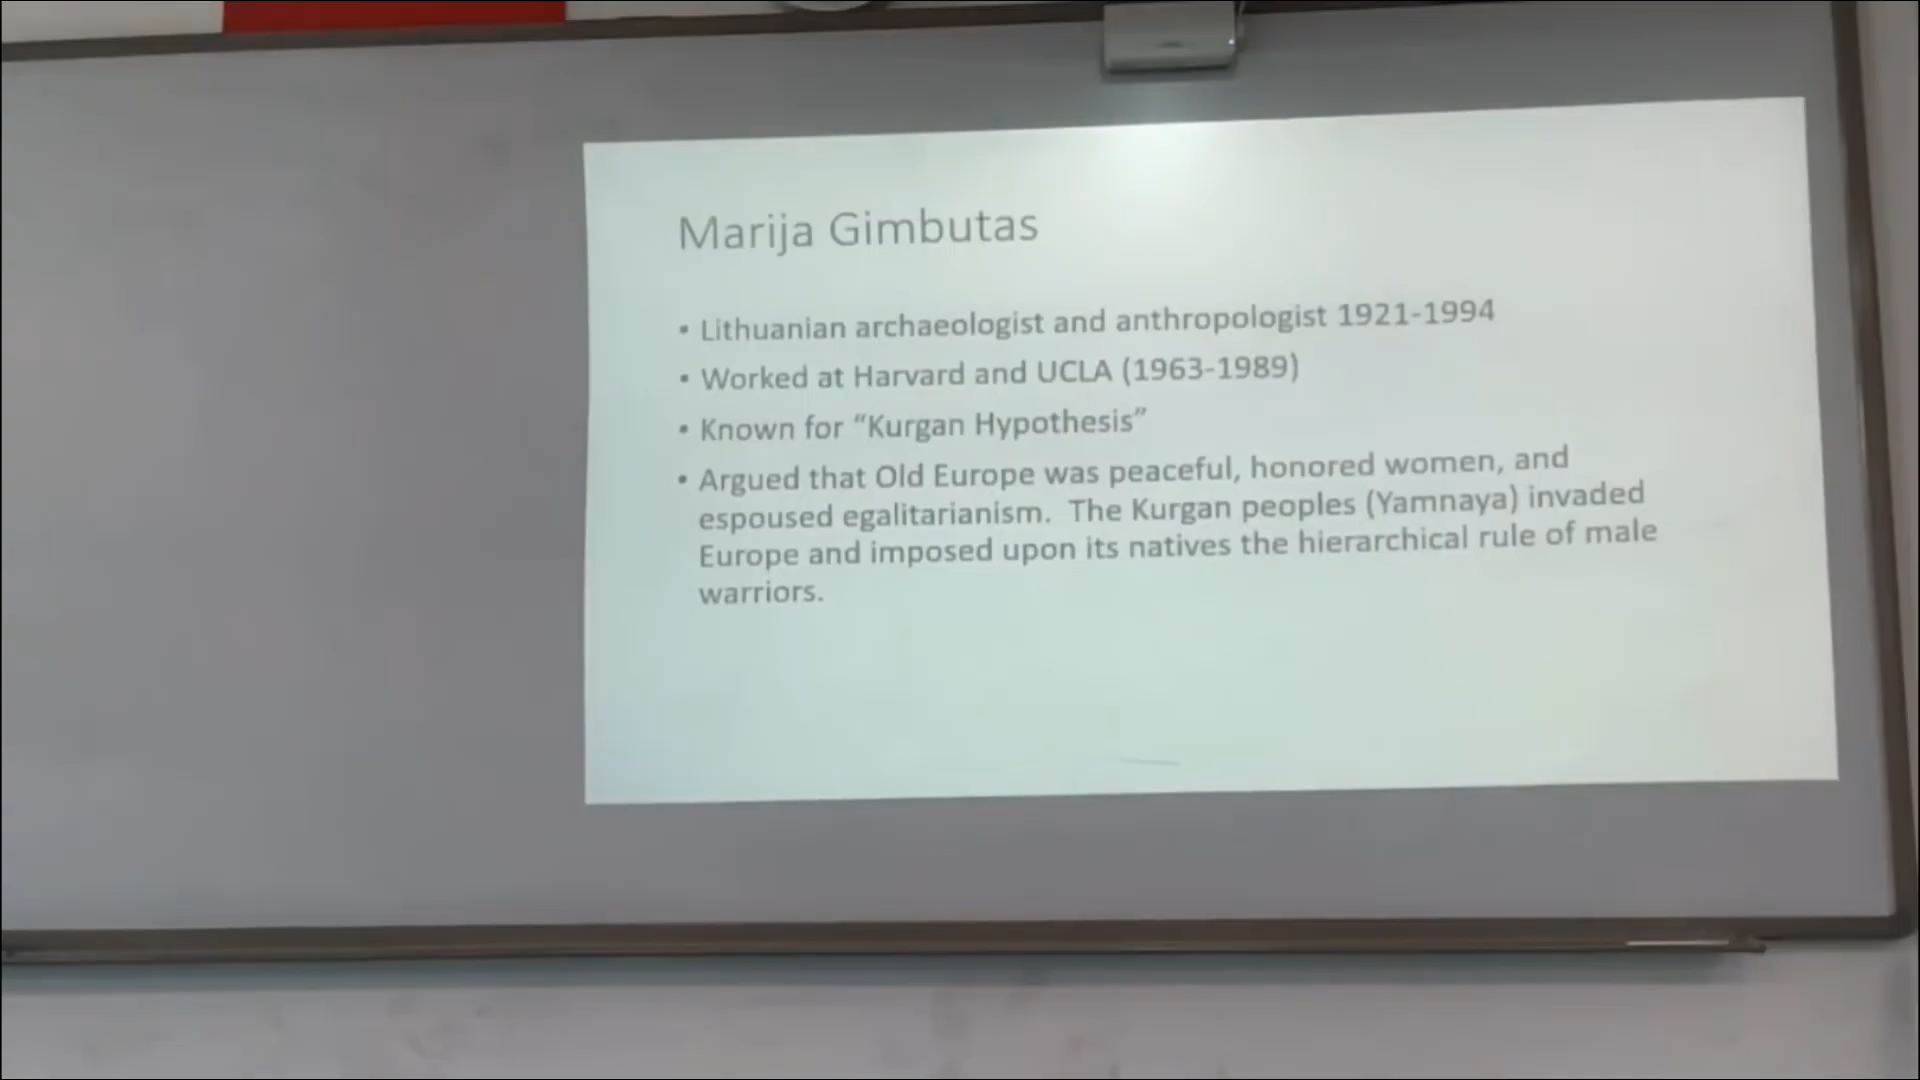 Marija Gimbutas
• Lithuanian archaeologist and anthropologist 1921-1994
• Worked at Harvard and UCLA (1963-1989)
• Known for “Kurgan Hypothesis”
• Argued that Old Europe was peaceful, honored women, and
espoused egalitarianism.  The Kurgan peoples (Yamnaya) invaded
Europe and imposed upon its natives the hierarchical rule of male
warriors.